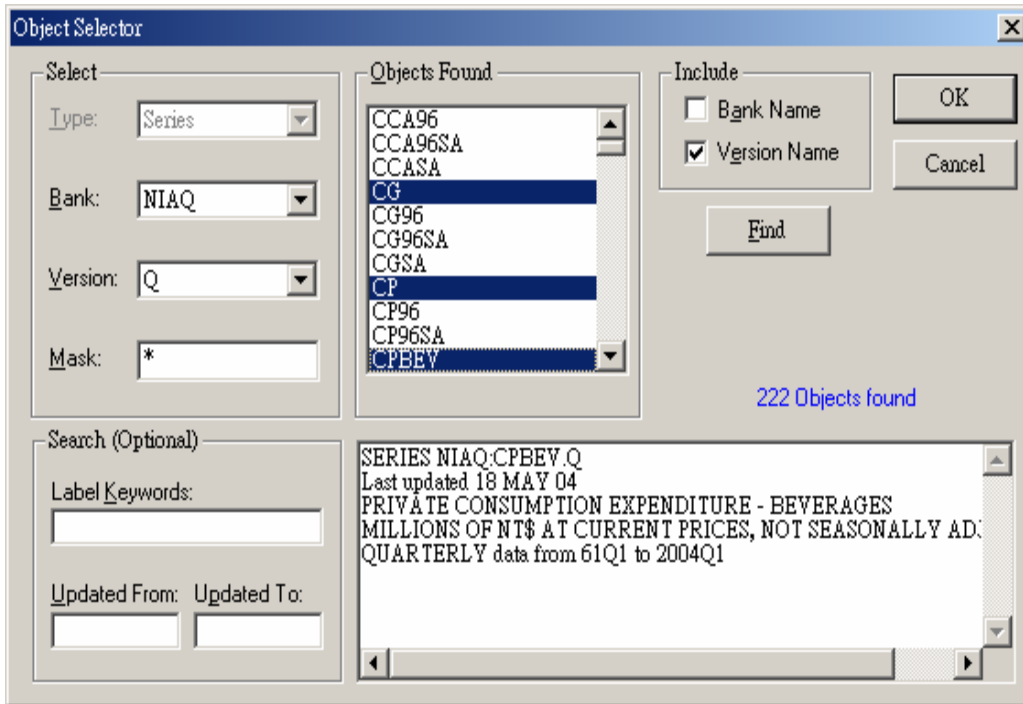 Object Selector
Select
Type:
Series
Bank:
NIAQ
Version:
Q
Mask:
*
Objects Found
CCA96
CCA96SA
CCASA
CG
CG96
CG96SA
CGSA
CP
CP96
CP96SA
CPBEV
Include
Bank Name
Version Name
OK
Cancel
Find
222 Objects found
Search (Optional)
Label Keywords:
Updated From: Updated To:
SERIES NIAQ:CPBEV.Q
Last updated 18 MAY 04
PRIVATE CONSUMPTION EXPENDITURE - BEVERAGES
MILLIONS OF NT$ AT CURRENT PRICES, NOT SEASONALLY ADJ
QUARTERLY data from 61Q1 to 2004Q1